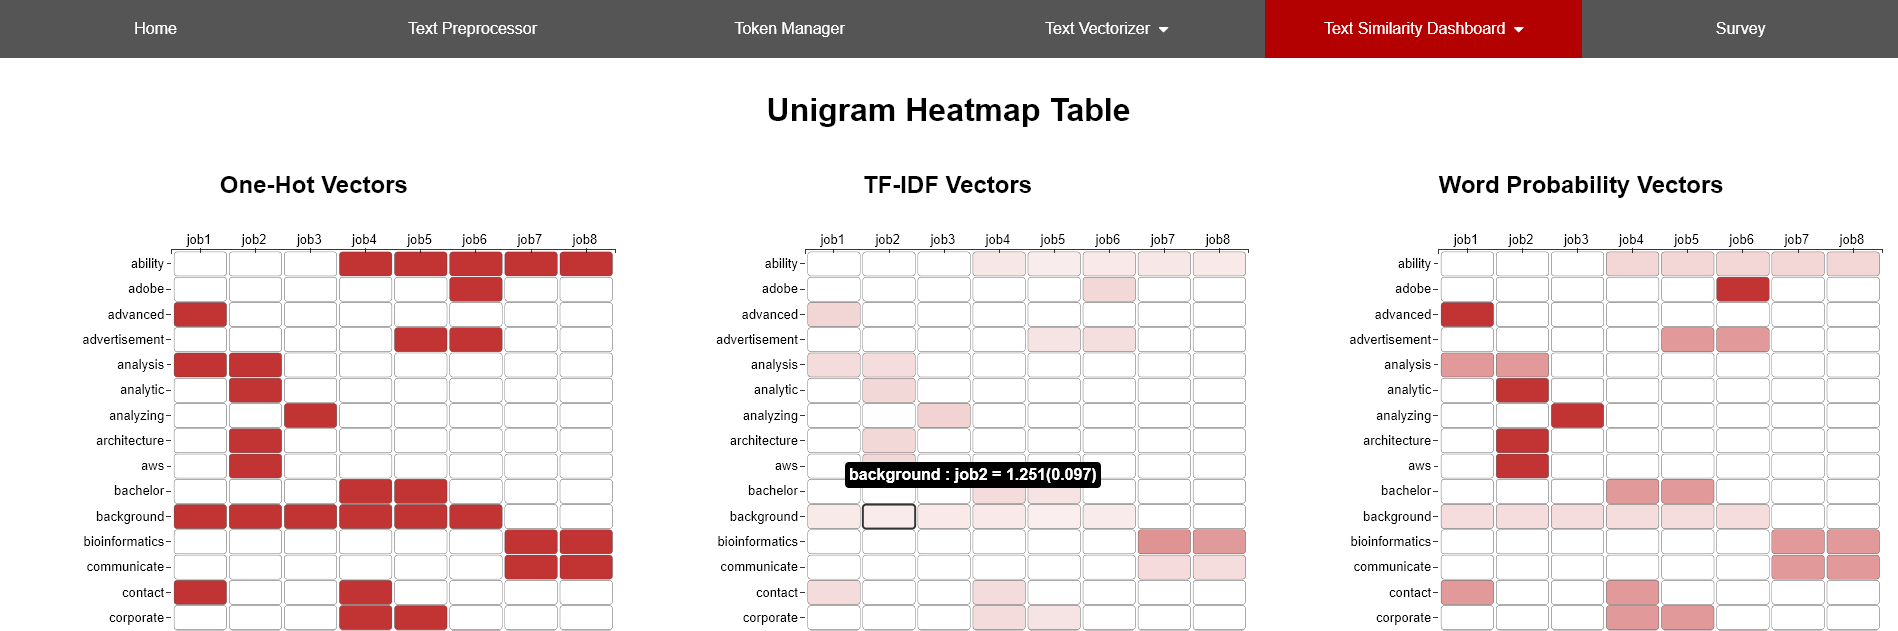 Home Text Preprocessor Token Manager Text Vectorizer Text Similarity Dashboard Survey
Unigram Heatmap Table
One-Hot Vectors
job1 job2 job3 job4 job5 job6 job7 job8
ability
adobe
advanced
advertisement
analysis
analytic
analyzing
architecture
aws
bachelor
background
bioinformatics
communicate
contact
corporate
TF-IDF Vectors
job1 job2 job3 job4 job5 job6 job7 job8
ability
adobe
advanced
advertisement
analysis
analytic
analyzing
architecture
aws
background : job2 = 1.251(0.097)
bachelor
background
bioinformatics
communicate
contact
corporate
Word Probability Vectors
job1 job2 job3 job4 job5 job6 job7 job8
ability
adobe
advanced
advertisement
analysis
analytic
analyzing
architecture
aws
bachelor
background
bioinformatics
communicate
contact
corporate